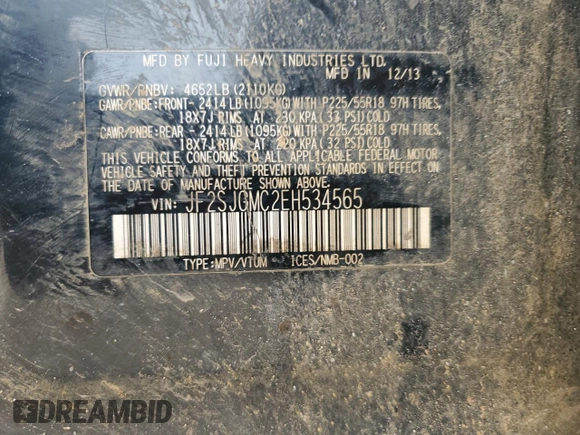 MFD BY FUJI HEAVY INDUSTRIES LTD.
MFD IN 12/13
GVWR/PNBV: 4652LB(2110KG)
GAWR/PNBE:FRONT-2414LB(1095KG)WITH P225/55R18 97H TIRES,
18X7J RIMS AT 230 KPA(33 PSI)COLD
GAWR/PNBE:REAR -2414LB(1095KG)WITH P225/55R18 97H TIRES,
18X7J RIMS AT 220 KPA(32 PSI)COLD
THIS VEHICLE CONFORMS TO ALL APPLICABLE FEDERAL MOTOR
VEHICLE SAFETY AND THEFT PREVENTION STANDARDS IN EFFECT ON
THE DATE OF MANUFACTURE SHOWN ABOVE.
VIN: JF2SJGMC2EH534565
TYPE:MPV/VTUM ICES/NMB-002
DREAMBID